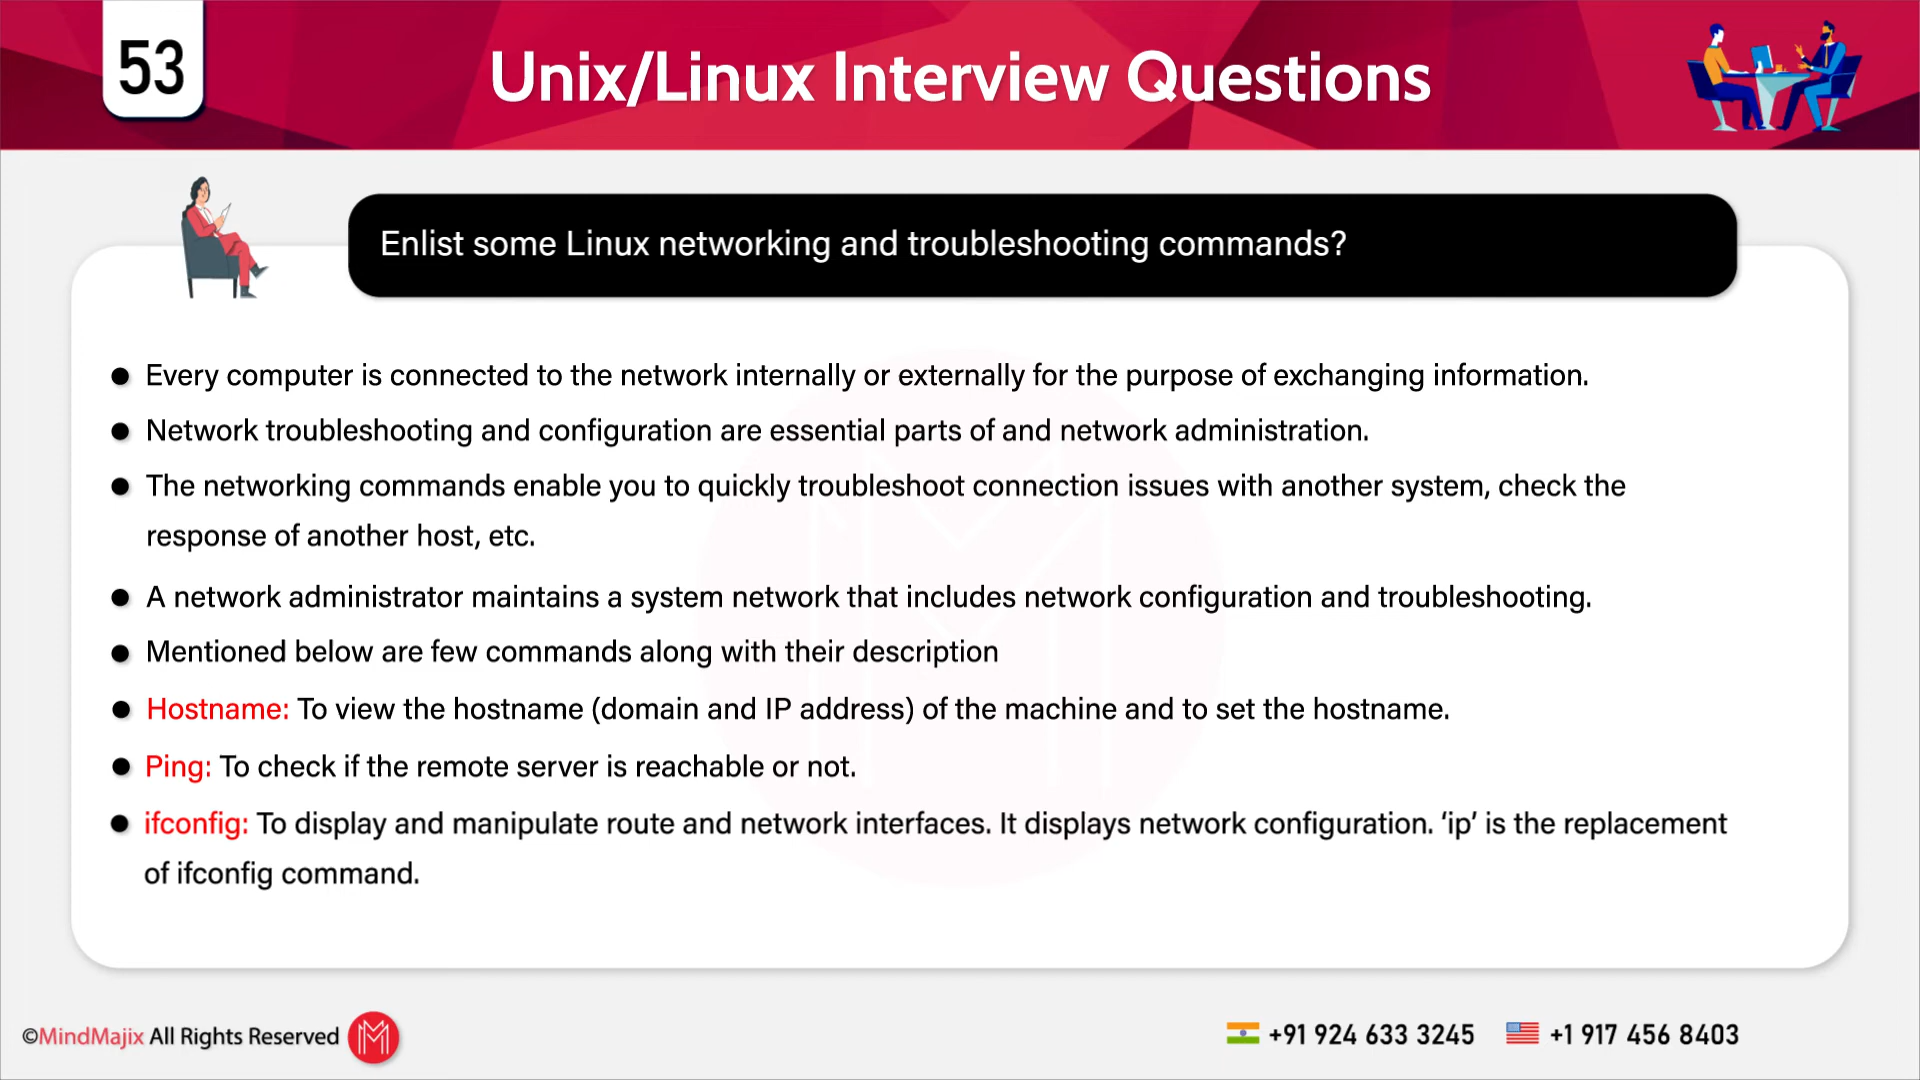 53
Unix/Linux Interview Questions
Enlist some Linux networking and troubleshooting commands?
● Every computer is connected to the network internally or externally for the purpose of exchanging information.
● Network troubleshooting and configuration are essential parts of and network administration.
● The networking commands enable you to quickly troubleshoot connection issues with another system, check the
response of another host, etc.
● A network administrator maintains a system network that includes network configuration and troubleshooting.
● Mentioned below are few commands along with their description
● Hostname: To view the hostname (domain and IP address) of the machine and to set the hostname.
● Ping: To check if the remote server is reachable or not.
● ifconfig: To display and manipulate route and network interfaces. It displays network configuration. ‘ip’ is the replacement
of ifconfig command.
©MindMajix All Rights Reserved
+91 924 633 3245
+1 917 456 8403